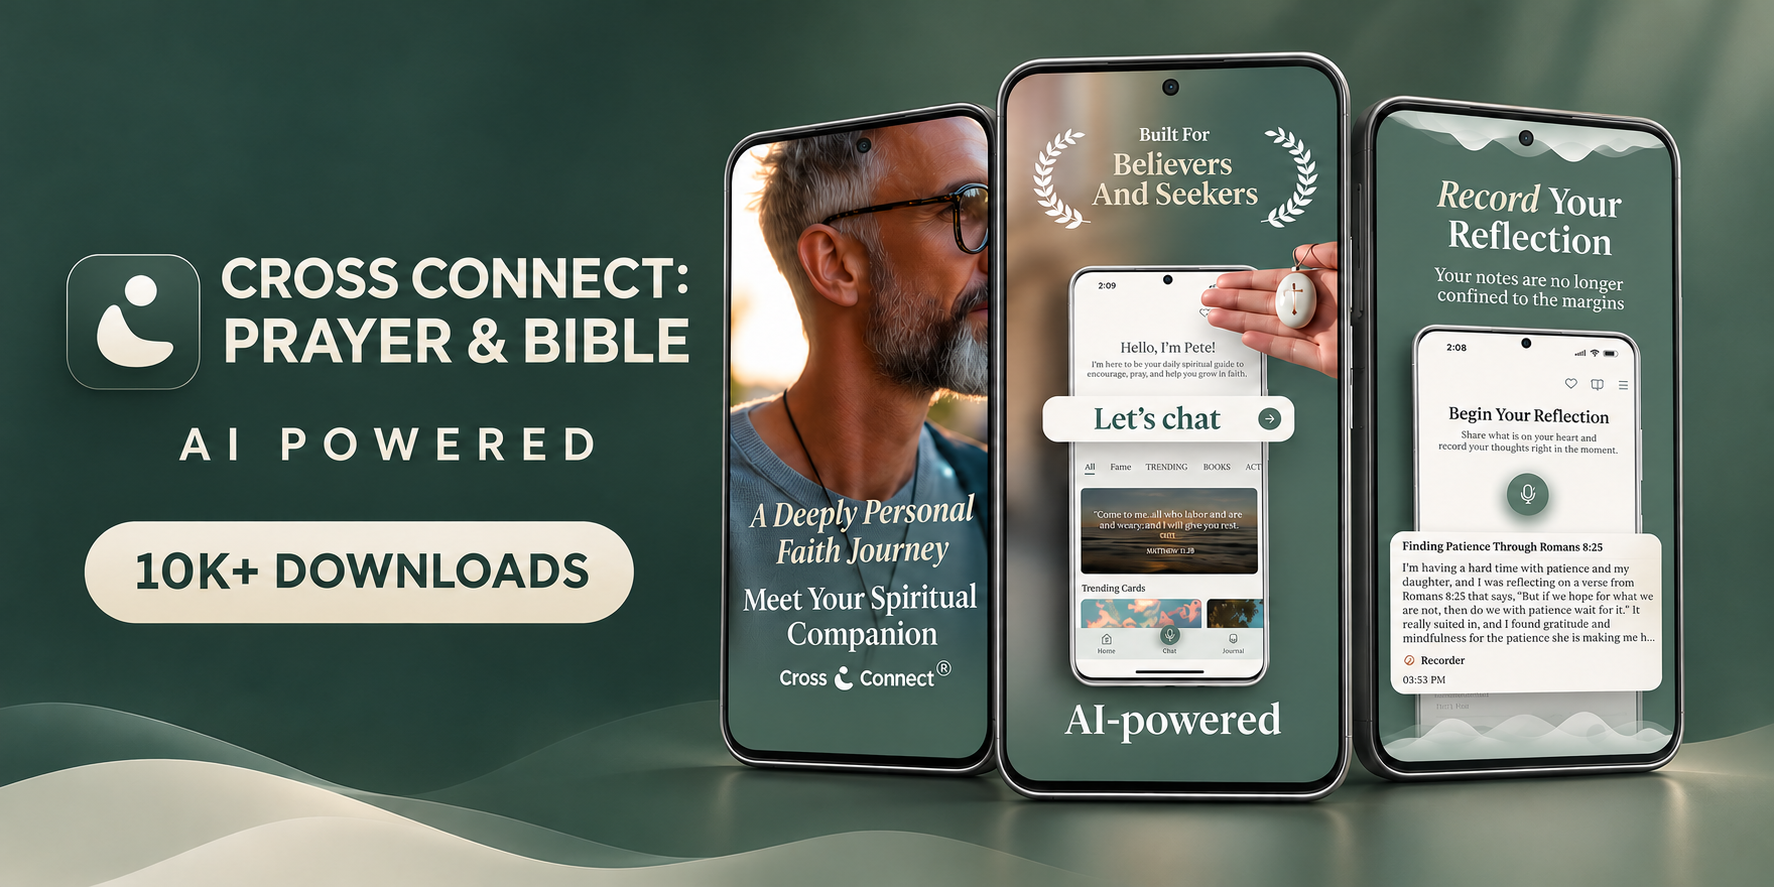 CROSS CONNECT:
PRAYER & BIBLE
AI POWERED
10K+ DOWNLOADS
A Deeply Personal
Faith Journey
Meet Your Spiritual
Companion
Cross Connect®
Built For
Believers
And Seekers
2:09
Hello, I'm Pete!
I'm here to be your daily spiritual guide to
encourage, pray, and help you grow in faith.
Let's chat
All Fame TRENDING BOOKS ACT
"Come to me..all who labor and are
and weary;and I will give you rest.
MATTHEW 11
Trending Cards
Home Chat Journal
AI-powered
Record Your
Reflection
Your notes are no longer
confined to the margins
2:08
Begin Your Reflection
Share what is on your heart and
record your thoughts right in the moment.
Finding Patience Through Romans 8:25
I'm having a hard time with patience and my
daughter, and I was reflecting on a verse from
Romans 8:25 that says, "But if we hope for what we
are not, then do we with patience wait for it." It
really suited in, and I found gratitude and
mindfulness for the patience she is making me h...
Recorder
03:53 PM